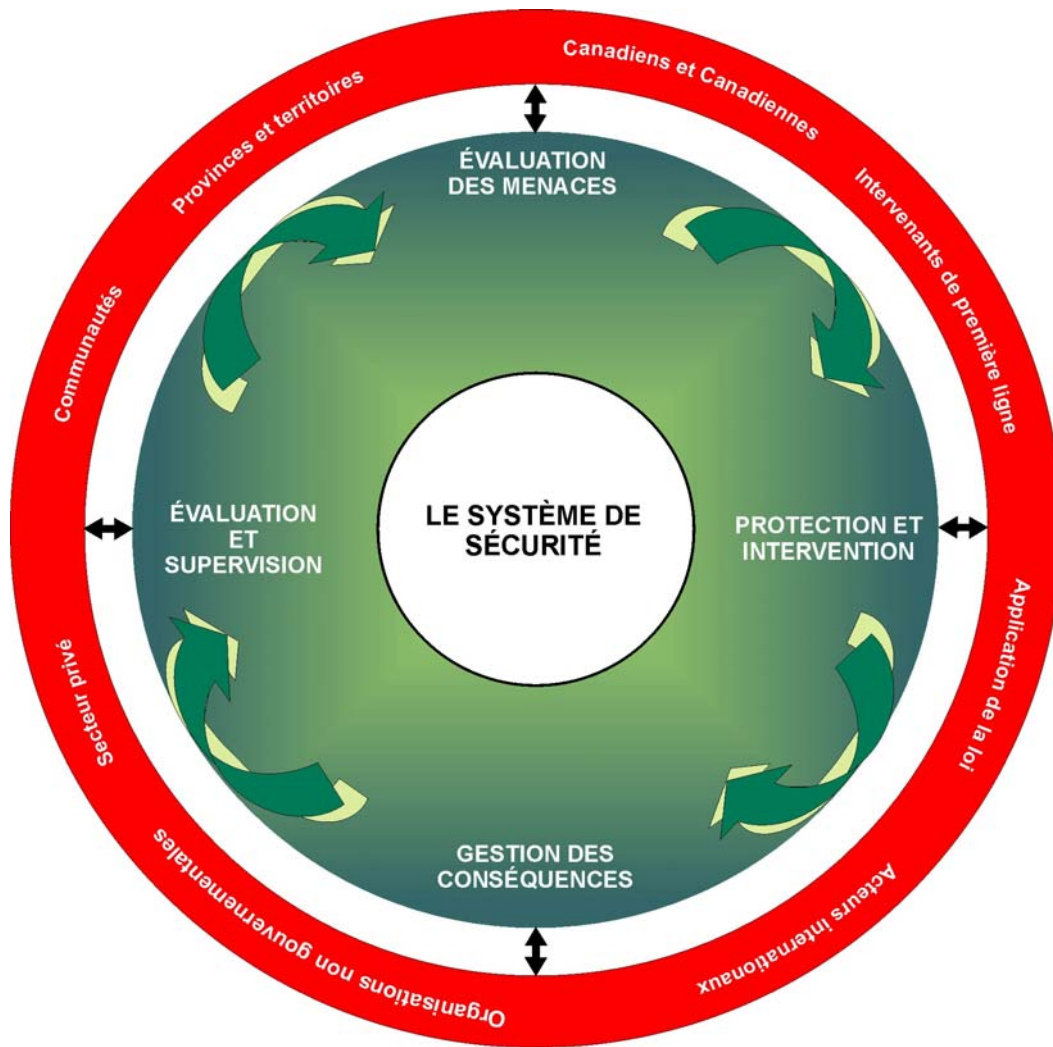 Canadiens et Canadiennes
Intervenants de première ligne
Application de la loi
Acteurs internationaux
Organisations non gouvernementales
Secteur privé
Communautés
Provinces et territoires
ÉVALUATION
DES MENACES
PROTECTION ET
INTERVENTION
GESTION DES
CONSÉQUENCES
ÉVALUATION
ET
SUPERVISION
LE SYSTÈME DE
SÉCURITÉ